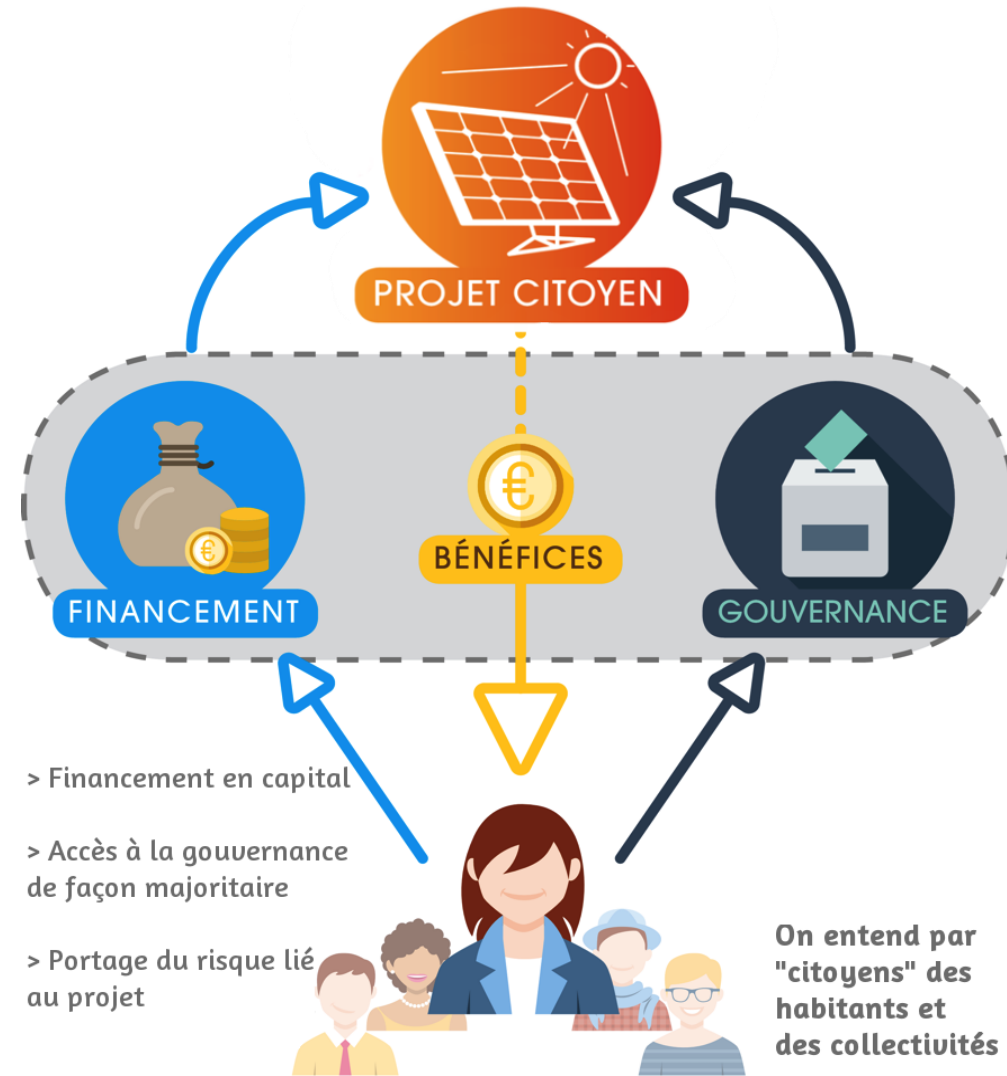 PROJET CITOYEN
€
BÉNÉFICES
€
FINANCEMENT
GOUVERNANCE
> Financement en capital
> Accès à la gouvernance
de façon majoritaire
> Portage du risque lié
au projet
On entend par
"citoyens" des
habitants et
des collectivités